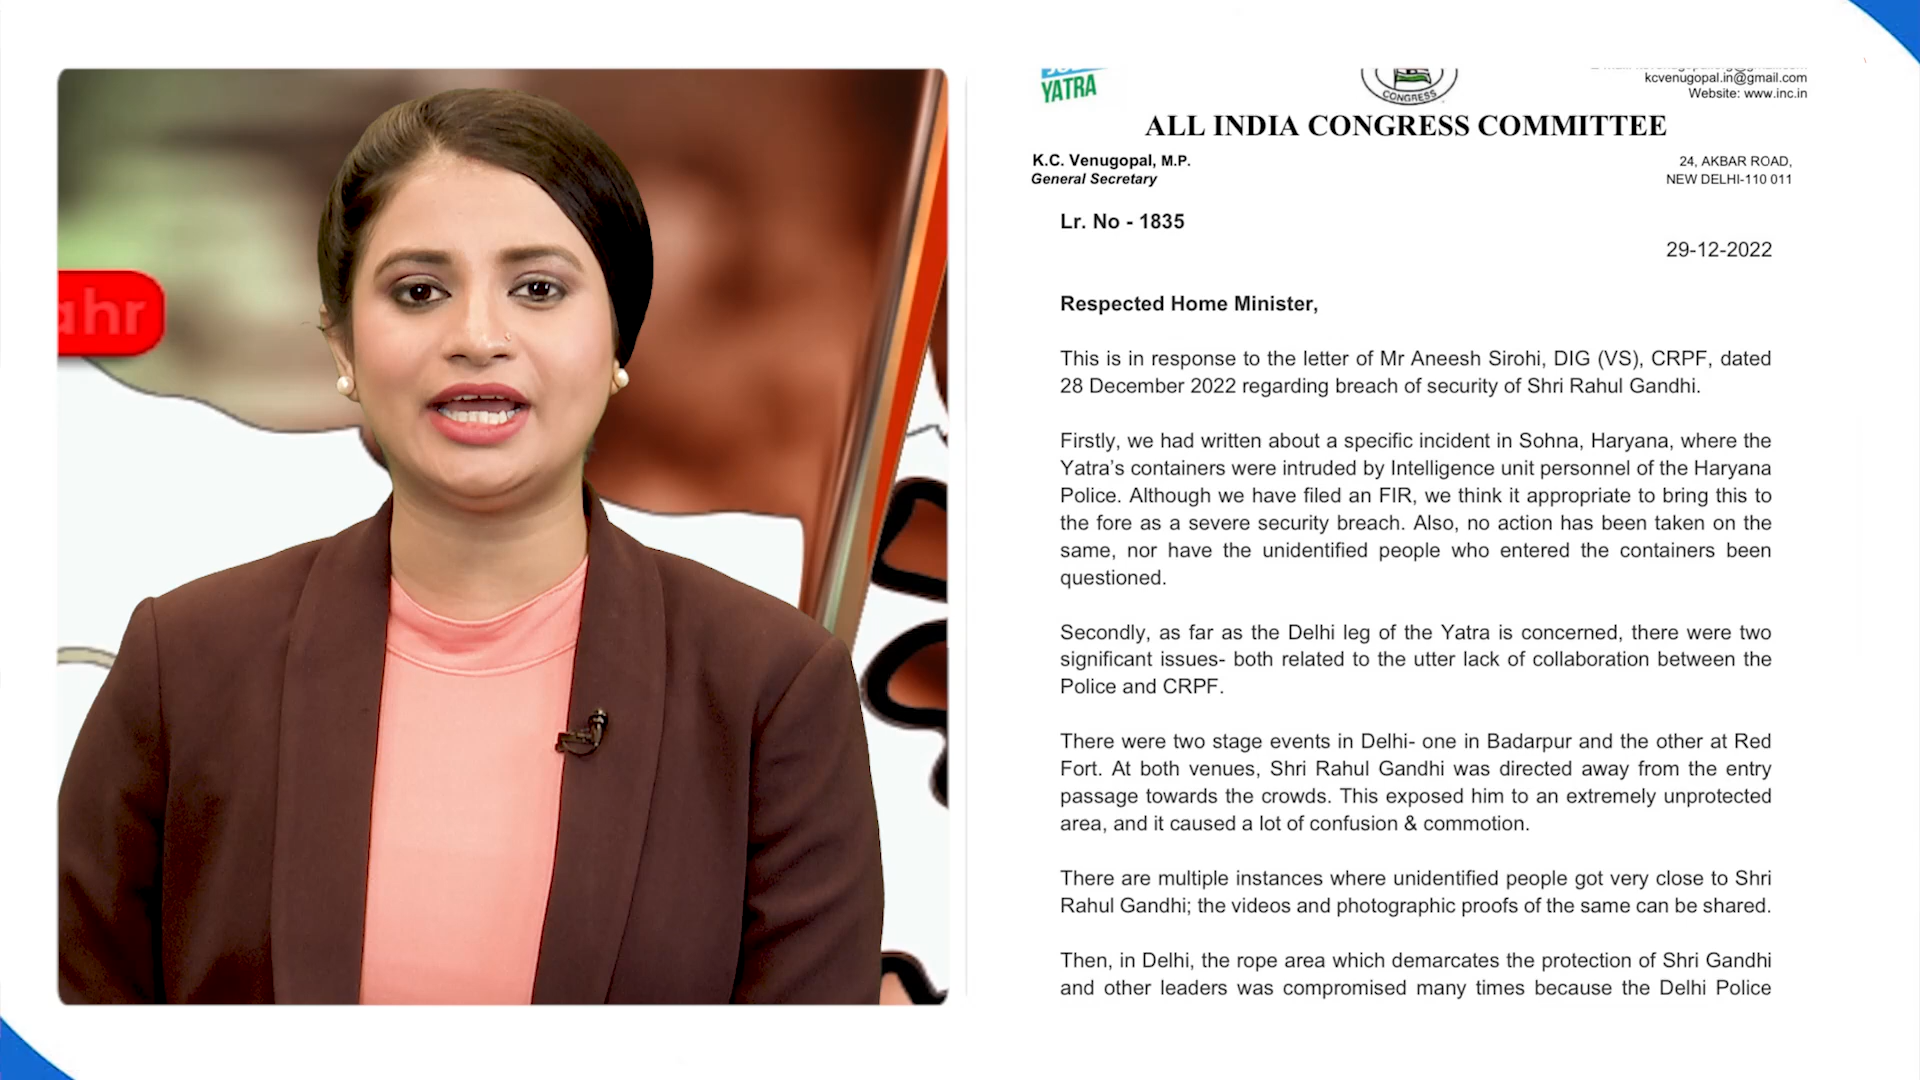 ahr
YATRA
CONGRESS
kcvenugopal.in@gmail.com
Website: www.inc.in
ALL INDIA CONGRESS COMMITTEE
K.C. Venugopal, M.P.
General Secretary
24, AKBAR ROAD,
NEW DELHI-110 011
Lr. No - 1835
29-12-2022
Respected Home Minister,
This is in response to the letter of Mr Aneesh Sirohi, DIG (VS), CRPF, dated
28 December 2022 regarding breach of security of Shri Rahul Gandhi.
Firstly, we had written about a specific incident in Sohna, Haryana, where the
Yatra's containers were intruded by Intelligence unit personnel of the Haryana
Police. Although we have filed an FIR, we think it appropriate to bring this to
the fore as a severe security breach. Also, no action has been taken on the
same, nor have the unidentified people who entered the containers been
questioned.
Secondly, as far as the Delhi leg of the Yatra is concerned, there were two
significant issues- both related to the utter lack of collaboration between the
Police and CRPF.
There were two stage events in Delhi- one in Badarpur and the other at Red
Fort. At both venues, Shri Rahul Gandhi was directed away from the entry
passage towards the crowds. This exposed him to an extremely unprotected
area, and it caused a lot of confusion & commotion.
There are multiple instances where unidentified people got very close to Shri
Rahul Gandhi; the videos and photographic proofs of the same can be shared.
Then, in Delhi, the rope area which demarcates the protection of Shri Gandhi
and other leaders was compromised many times because the Delhi Police